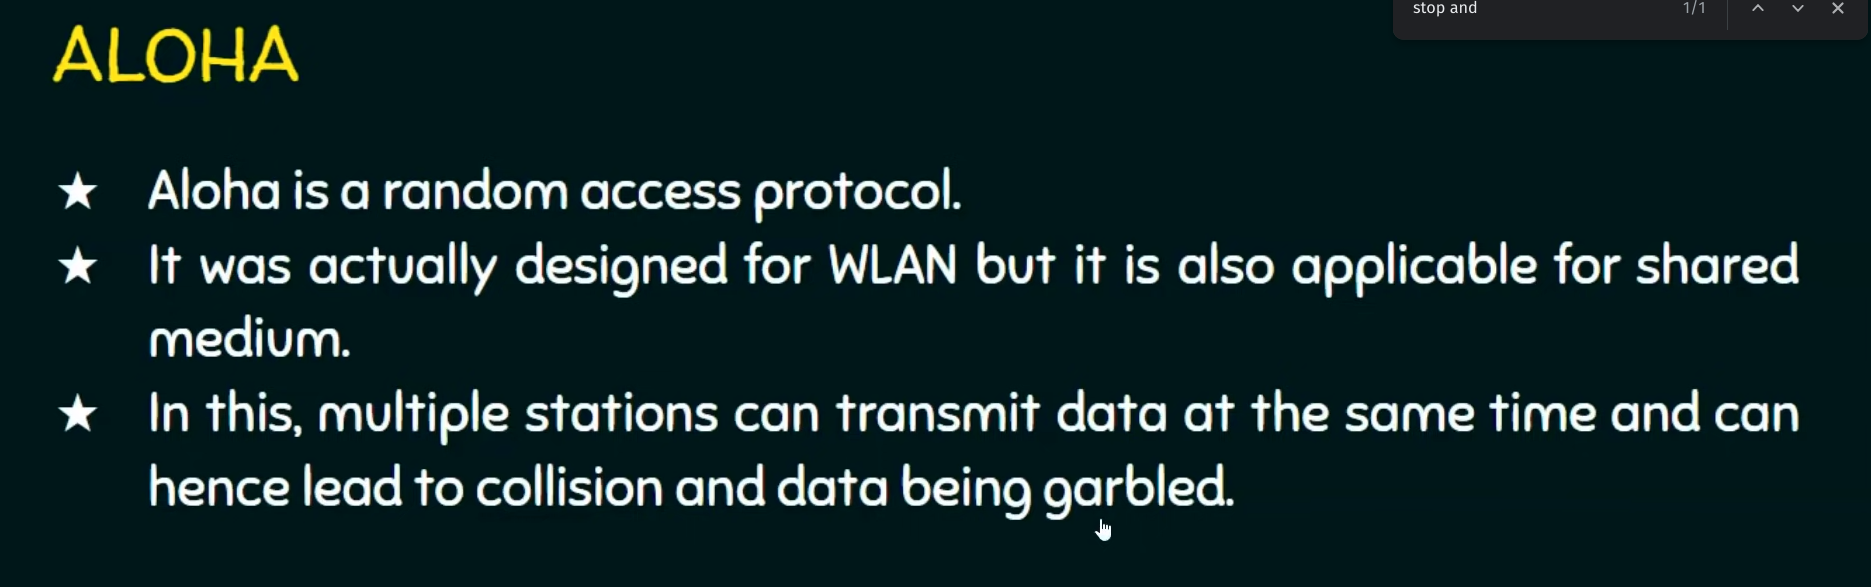 stop and 1/1
ALOHA
★ Aloha is a random access protocol.
★ It was actually designed for WLAN but it is also applicable for shared
medium.
★ In this, multiple stations can transmit data at the same time and can
hence lead to collision and data being garbled.